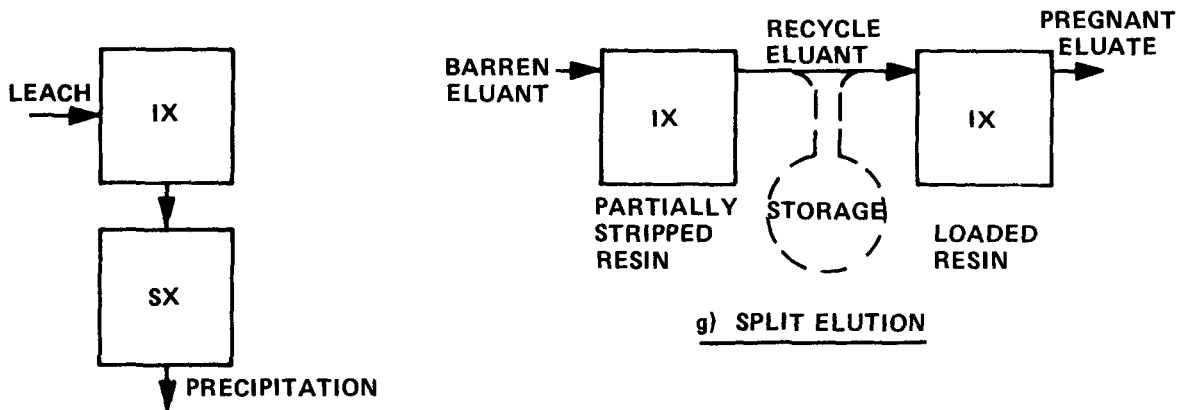 LEACH
IX
SX
PRECIPITATION
BARREN
ELUANT
IX
PARTIALLY
STRIPPED
RESIN
RECYCLE
ELUANT
STORAGE
IX
LOADED
RESIN
PREGNANT
ELUATE
g) SPLIT ELUTION